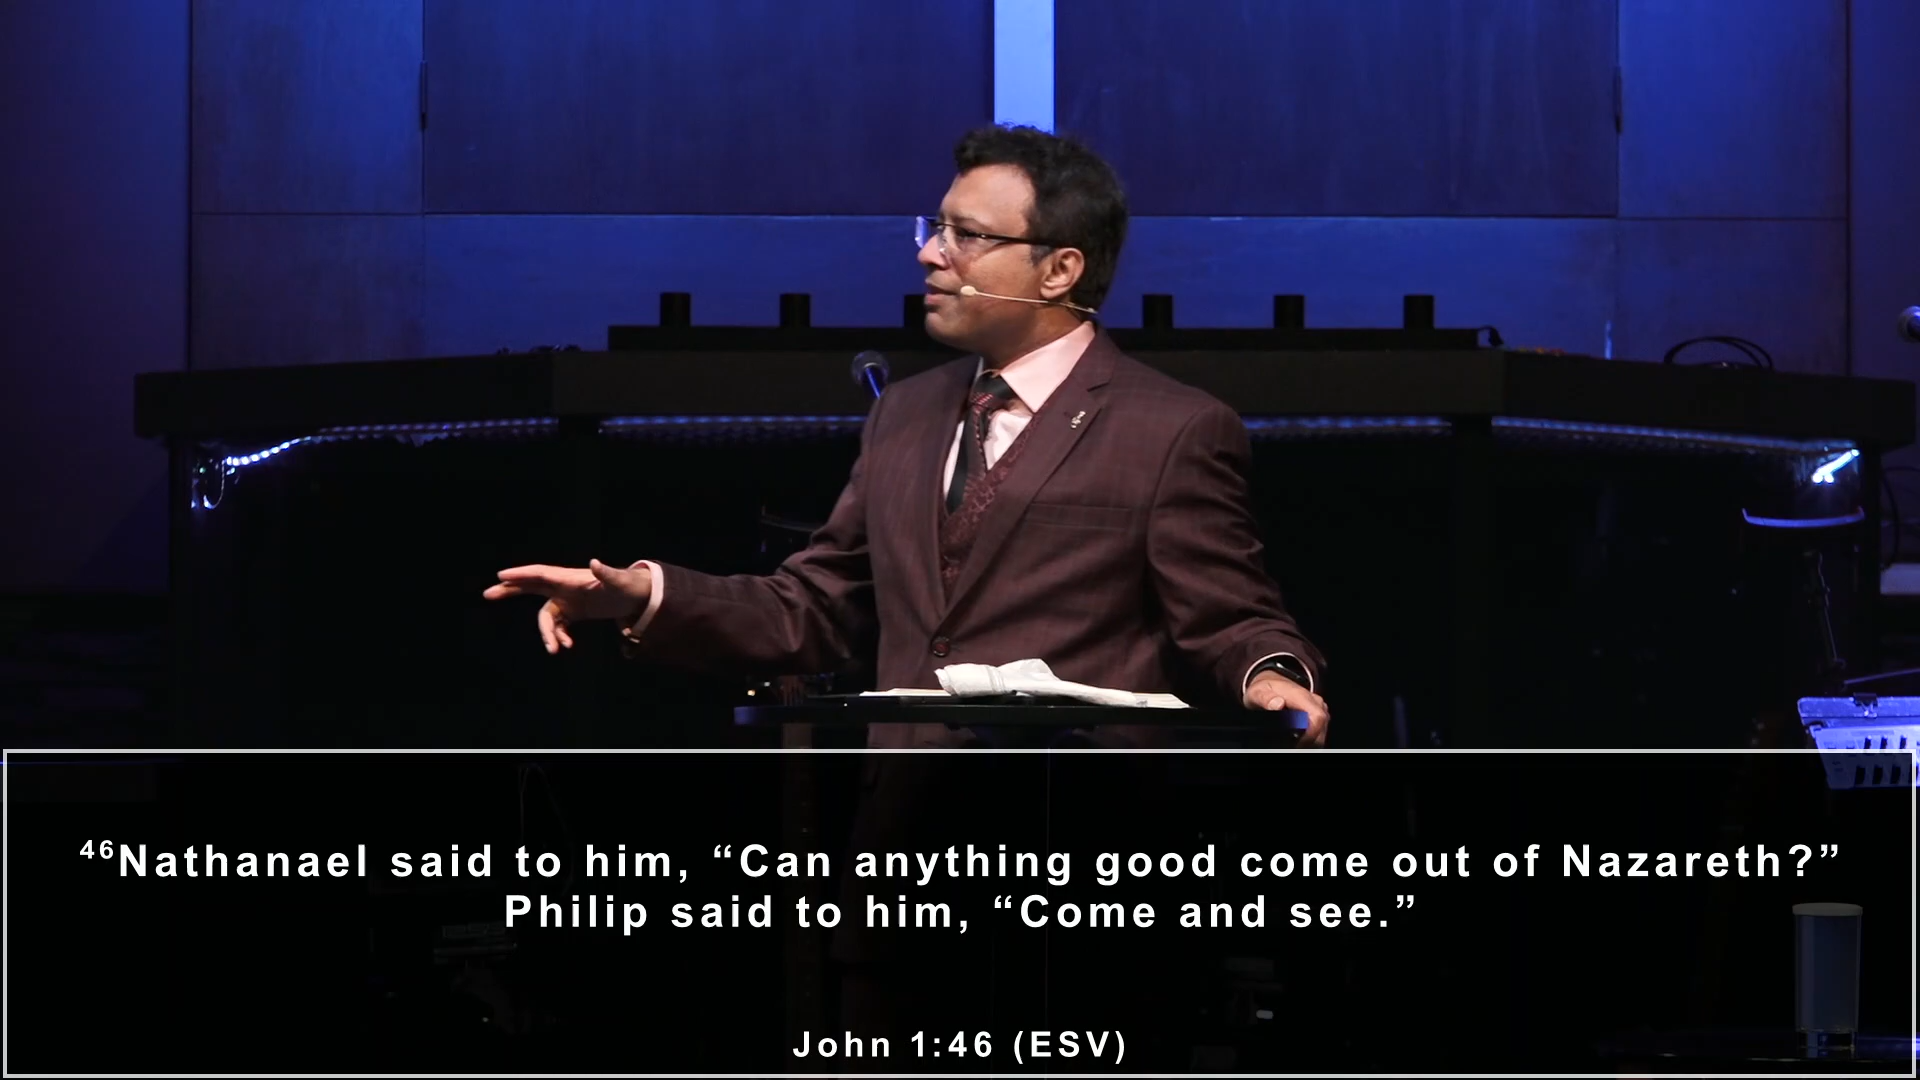 ⁴⁶Nathanael said to him, “Can anything good come out of Nazareth?”
Philip said to him, “Come and see.”
John 1:46 (ESV)